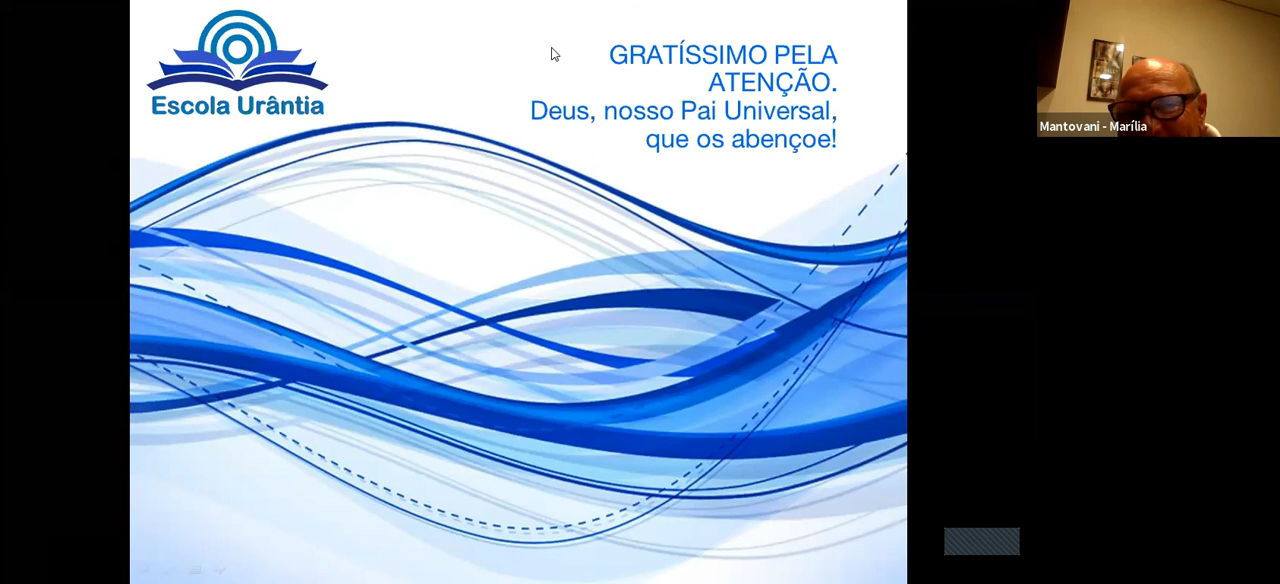 Escola Urântia
GRATÍSSIMO PELA
ATENÇÃO.
Deus, nosso Pai Universal,
que os abençoe!
Mantovani - Marília